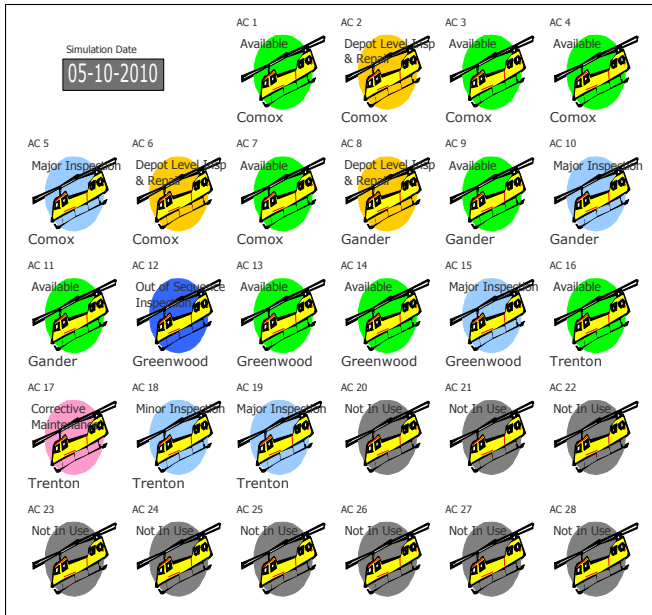 Simulation Date
05-10-2010
AC 1
Available
Comox
AC 2
Depot Level Insp
& Repair
Comox
AC 3
Available
Comox
AC 4
Available
Comox
AC 5
Major Inspection
Comox
AC 6
Depot Level Insp
& Repair
Comox
AC 7
Available
Comox
AC 8
Depot Level Insp
& Repair
Gander
AC 9
Available
Gander
AC 10
Major Inspection
Gander
AC 11
Available
Gander
AC 12
Out of Sequence
Inspection
Greenwood
AC 13
Available
Greenwood
AC 14
Available
Greenwood
AC 15
Major Inspection
Greenwood
AC 16
Available
Trenton
AC 17
Corrective
Maintenance
Trenton
AC 18
Minor Inspection
Trenton
AC 19
Major Inspection
Trenton
AC 20
Not In Use
AC 21
Not In Use
AC 22
Not In Use
AC 23
Not In Use
AC 24
Not In Use
AC 25
Not In Use
AC 26
Not In Use
AC 27
Not In Use
AC 28
Not In Use